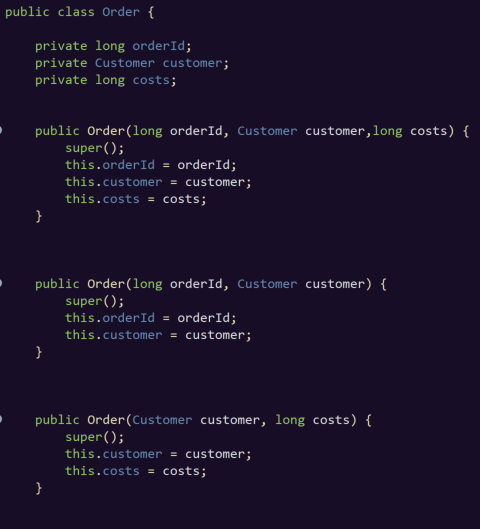 public class Order {
private long orderId;
private Customer customer;
private long costs;
public Order(long orderId, Customer customer,long costs) {
super();
this.orderId = orderId;
this.customer = customer;
this.costs = costs;
}
public Order(long orderId, Customer customer) {
super();
this.orderId = orderId;
this.customer = customer;
}
public Order(Customer customer, long costs) {
super();
this.customer = customer;
this.costs = costs;
}